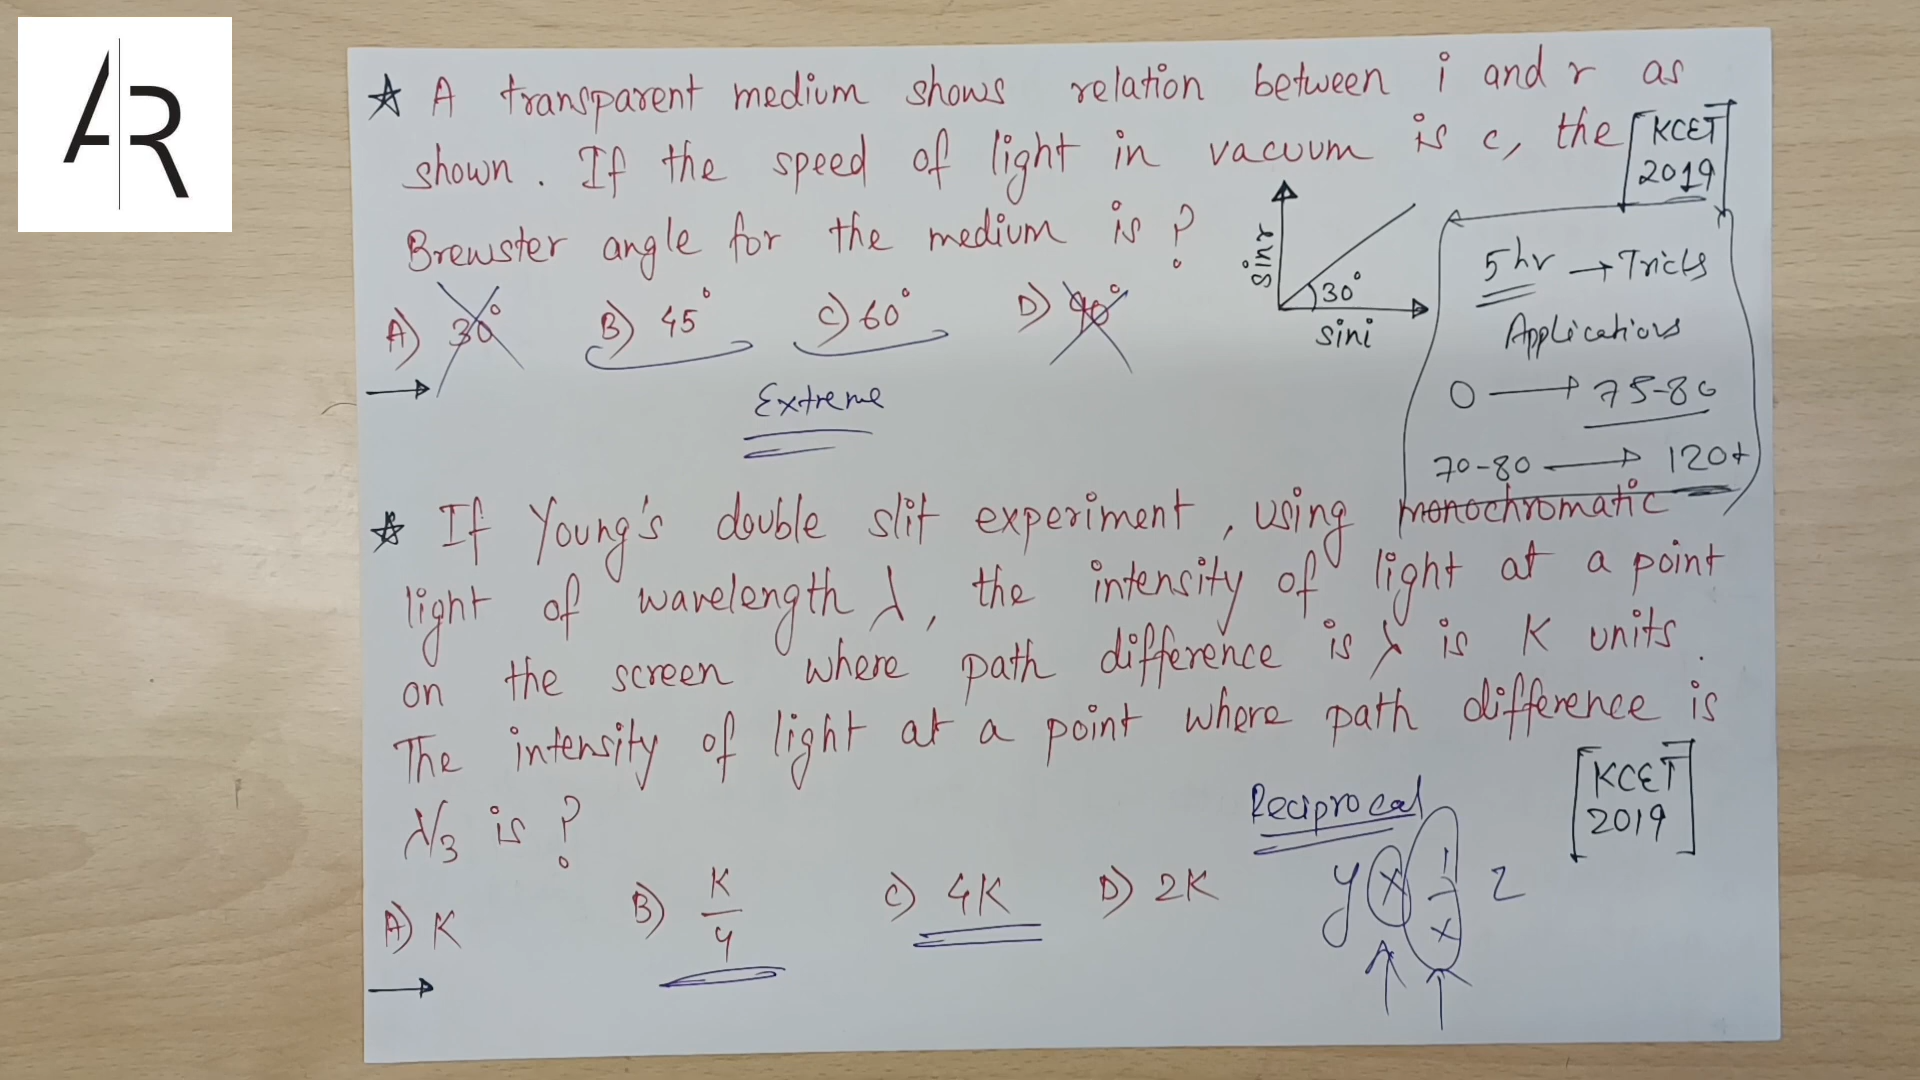 AR
☆ A transparent medium shows relation between i and r as
shown. If the speed of light in vacuum is c, the
[KCET
2019]
Brewster angle for the medium is ?
A) 30° B) 45° C) 60° D) 90°
sinr
30°
sini
5hr → Tricks
Applications
0 → 75-80
70-80 → 120+
Extreme
☆ If Young's double slit experiment, using monochromatic
light of wavelength λ, the intensity of light at a point
on the screen where path difference is λ is K units.
The intensity of light at a point where path difference is
λ/3 is ?
[KCET
2019]
Reciprocal
A) K B) K/4 C) 4K D) 2K
y x 1/x z